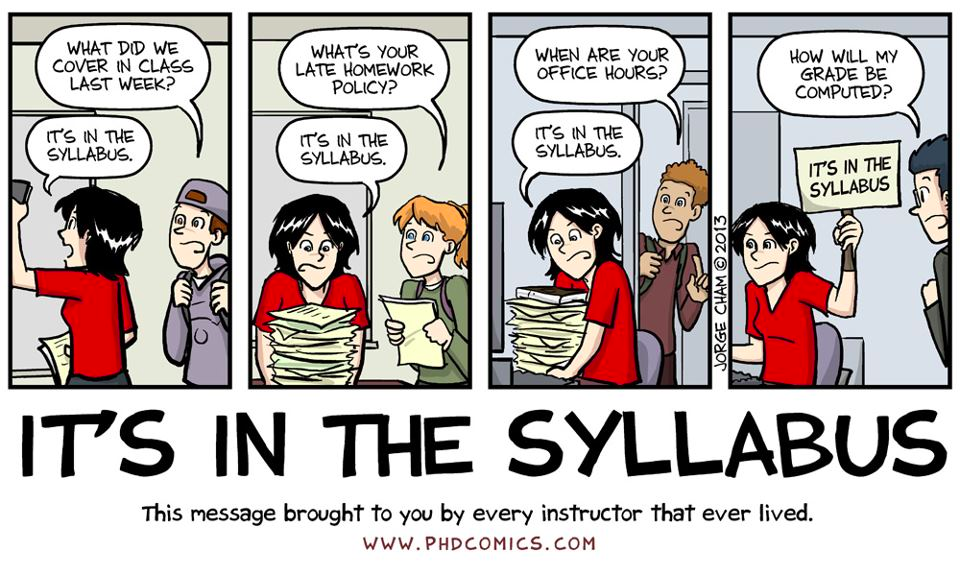 WHAT DID WE
COVER IN CLASS
LAST WEEK?
IT'S IN THE
SYLLABUS.
WHAT'S YOUR
LATE HOMEWORK
POLICY?
IT'S IN THE
SYLLABUS.
WHEN ARE YOUR
OFFICE HOURS?
IT'S IN THE
SYLLABUS.
HOW WILL MY
GRADE BE
COMPUTED?
IT'S IN THE
SYLLABUS
JORGE CHAM © 2013
IT'S IN THE SYLLABUS
This message brought to you by every instructor that ever lived.
WWW.PHDCOMICS.COM